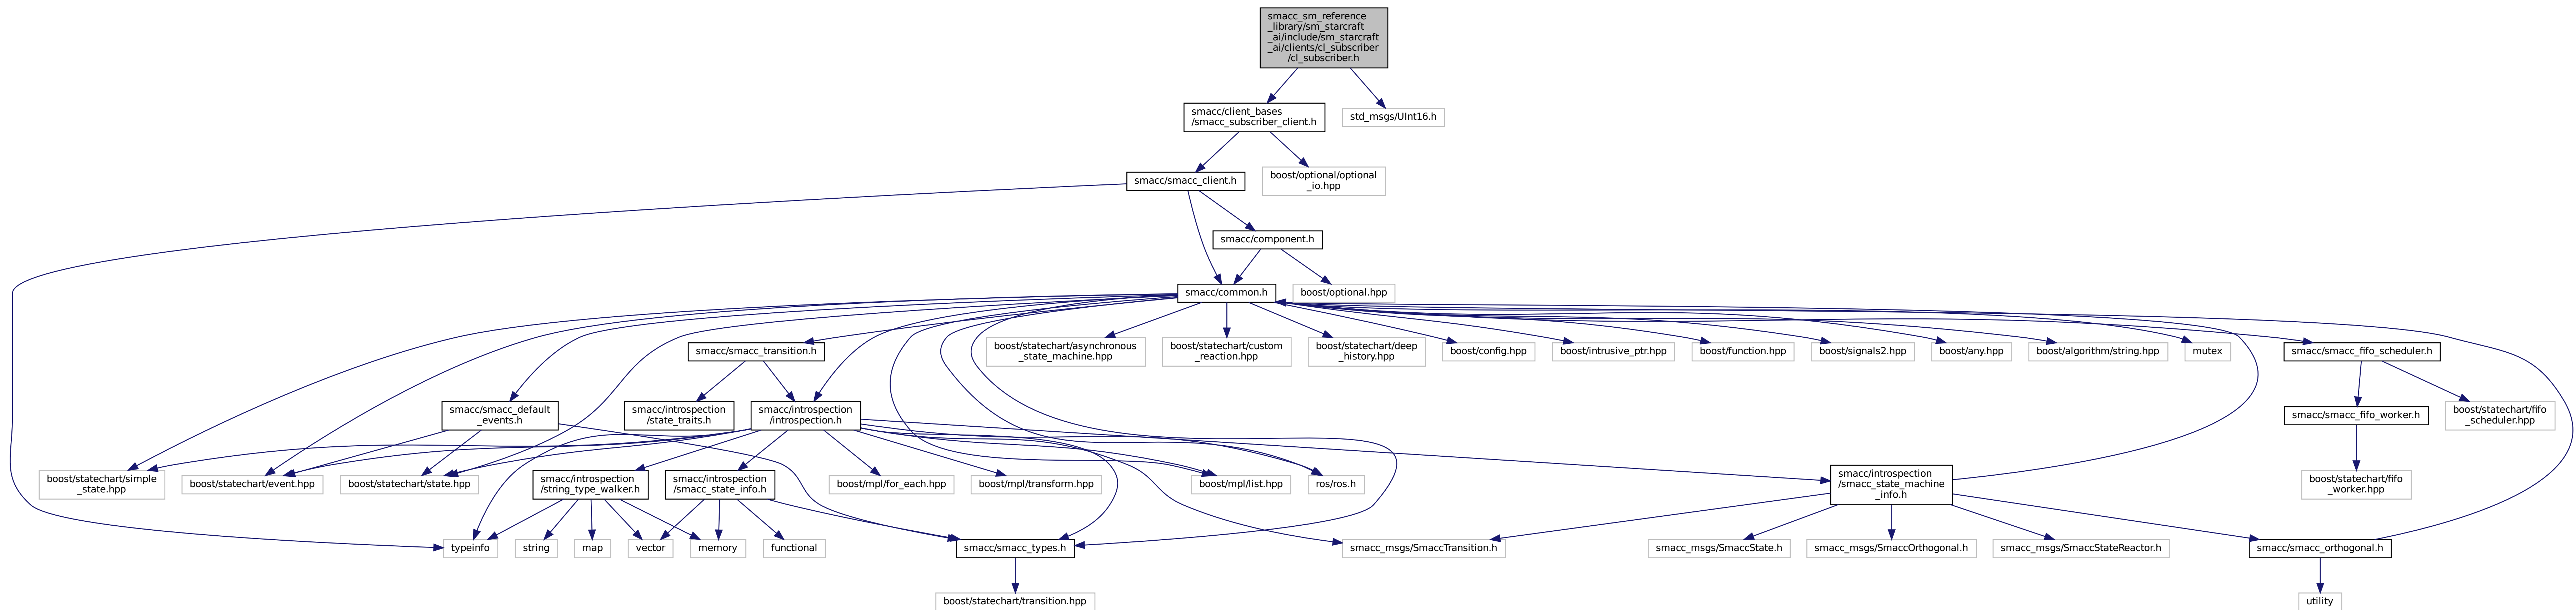 smacc_sm_reference
_library/sm_starcraft
_ai/include/sm_starcraft
_ai/clients/cl_subscriber
/cl_subscriber.h
smacc/client_bases
/smacc_subscriber_client.h
std_msgs/UInt16.h
smacc/smacc_client.h
boost/optional/optional
_io.hpp
smacc/component.h
smacc/common.h
boost/optional.hpp
smacc/smacc_transition.h
boost/statechart/asynchronous
_state_machine.hpp
boost/statechart/custom
_reaction.hpp
boost/statechart/deep
_history.hpp
boost/config.hpp
boost/intrusive_ptr.hpp
boost/function.hpp
boost/signals2.hpp
boost/any.hpp
boost/algorithm/string.hpp
mutex
smacc/smacc_fifo_scheduler.h
smacc/smacc_default
_events.h
smacc/introspection
/state_traits.h
smacc/introspection
/introspection.h
smacc/smacc_fifo_worker.h
boost/statechart/fifo
_scheduler.hpp
boost/statechart/simple
_state.hpp
boost/statechart/event.hpp
boost/statechart/state.hpp
smacc/introspection
/string_type_walker.h
smacc/introspection
/smacc_state_info.h
boost/mpl/for_each.hpp
boost/mpl/transform.hpp
boost/mpl/list.hpp
ros/ros.h
smacc/introspection
/smacc_state_machine
_info.h
boost/statechart/fifo
_worker.hpp
typeinfo
string
map
vector
memory
functional
smacc/smacc_types.h
smacc_msgs/SmaccTransition.h
smacc_msgs/SmaccState.h
smacc_msgs/SmaccOrthogonal.h
smacc_msgs/SmaccStateReactor.h
smacc/smacc_orthogonal.h
boost/statechart/transition.hpp
utility